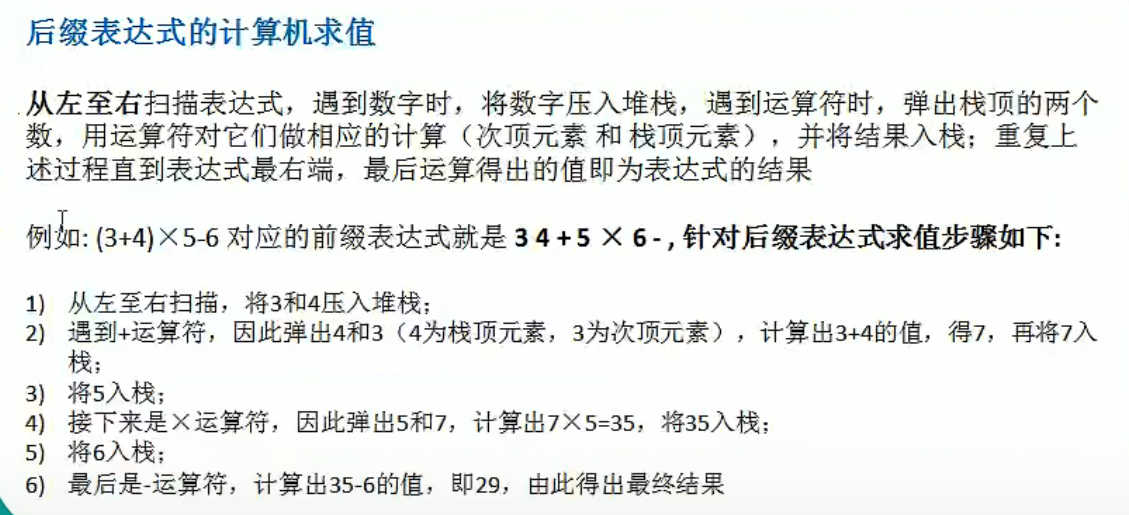 后缀表达式的计算机求值
从左至右扫描表达式，遇到数字时，将数字压入堆栈，遇到运算符时，弹出栈顶的两个
数，用运算符对它们做相应的计算（次顶元素 和 栈顶元素），并将结果入栈；重复上
述过程直到表达式最右端，最后运算得出的值即为表达式的结果
例如: (3+4)×5-6 对应的前缀表达式就是 3 4 + 5 × 6 - , 针对后缀表达式求值步骤如下:
1) 从左至右扫描，将3和4压入堆栈；
2) 遇到+运算符，因此弹出4和3（4为栈顶元素，3为次顶元素），计算出3+4的值，得7，再将7入
栈；
3) 将5入栈；
4) 接下来是×运算符，因此弹出5和7，计算出7×5=35，将35入栈；
5) 将6入栈；
6) 最后是-运算符，计算出35-6的值，即29，由此得出最终结果